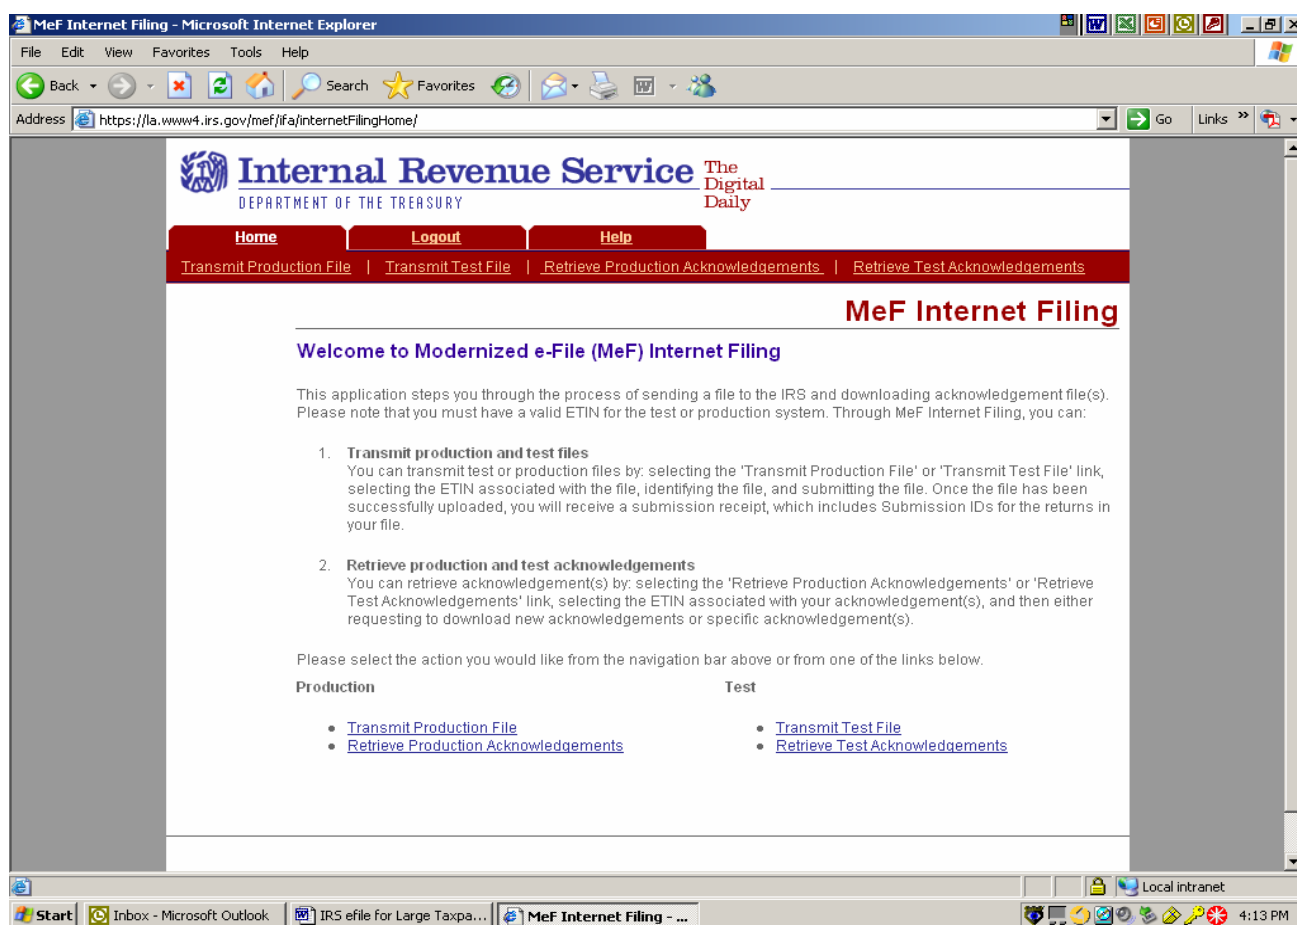 MeF Internet Filing - Microsoft Internet Explorer
File Edit View Favorites Tools Help
Back Search Favorites
Address https://la.www4.irs.gov/mef/ifa/internetFilingHome/ Go Links »
Internal Revenue Service The
Digital
DEPARTMENT OF THE TREASURY Daily
Home Logout Help
Transmit Production File | Transmit Test File | Retrieve Production Acknowledgements | Retrieve Test Acknowledgements
MeF Internet Filing
Welcome to Modernized e-File (MeF) Internet Filing
This application steps you through the process of sending a file to the IRS and downloading acknowledgement file(s).
Please note that you must have a valid ETIN for the test or production system. Through MeF Internet Filing, you can:
1. Transmit production and test files
You can transmit test or production files by: selecting the 'Transmit Production File' or 'Transmit Test File' link,
selecting the ETIN associated with the file, identifying the file, and submitting the file. Once the file has been
successfully uploaded, you will receive a submission receipt, which includes Submission IDs for the returns in
your file.
2. Retrieve production and test acknowledgements
You can retrieve acknowledgement(s) by: selecting the 'Retrieve Production Acknowledgements' or 'Retrieve
Test Acknowledgements' link, selecting the ETIN associated with your acknowledgement(s), and then either
requesting to download new acknowledgements or specific acknowledgement(s).
Please select the action you would like from the navigation bar above or from one of the links below.
Production Test
• Transmit Production File • Transmit Test File
• Retrieve Production Acknowledgements • Retrieve Test Acknowledgements
Local intranet
Start Inbox - Microsoft Outlook IRS efile for Large Taxpa... MeF Internet Filing - ... 4:13 PM